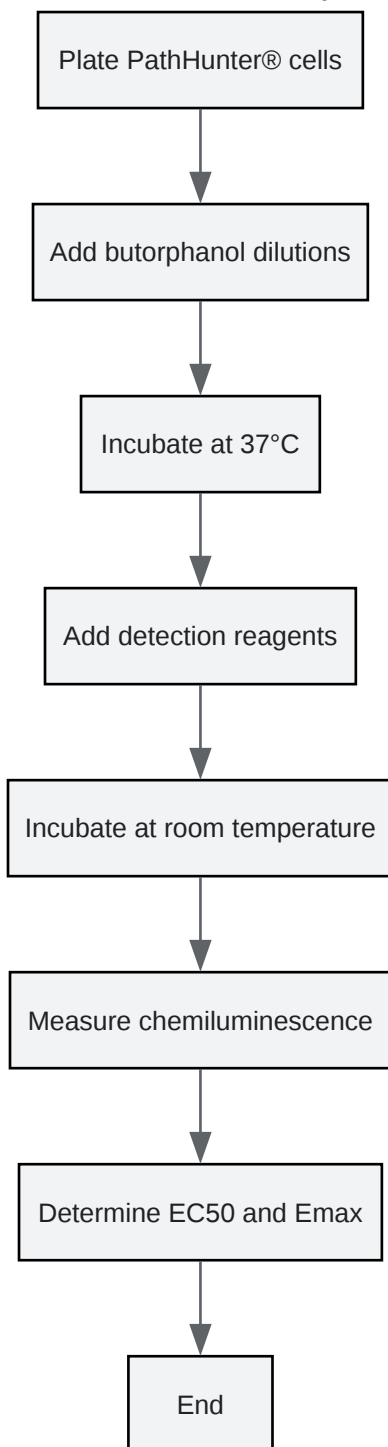 Plate PathHunter® cells
Add butorphanol dilutions
Incubate at 37°C
Add detection reagents
Incubate at room temperature
Measure chemiluminescence
Determine EC50 and Emax
End